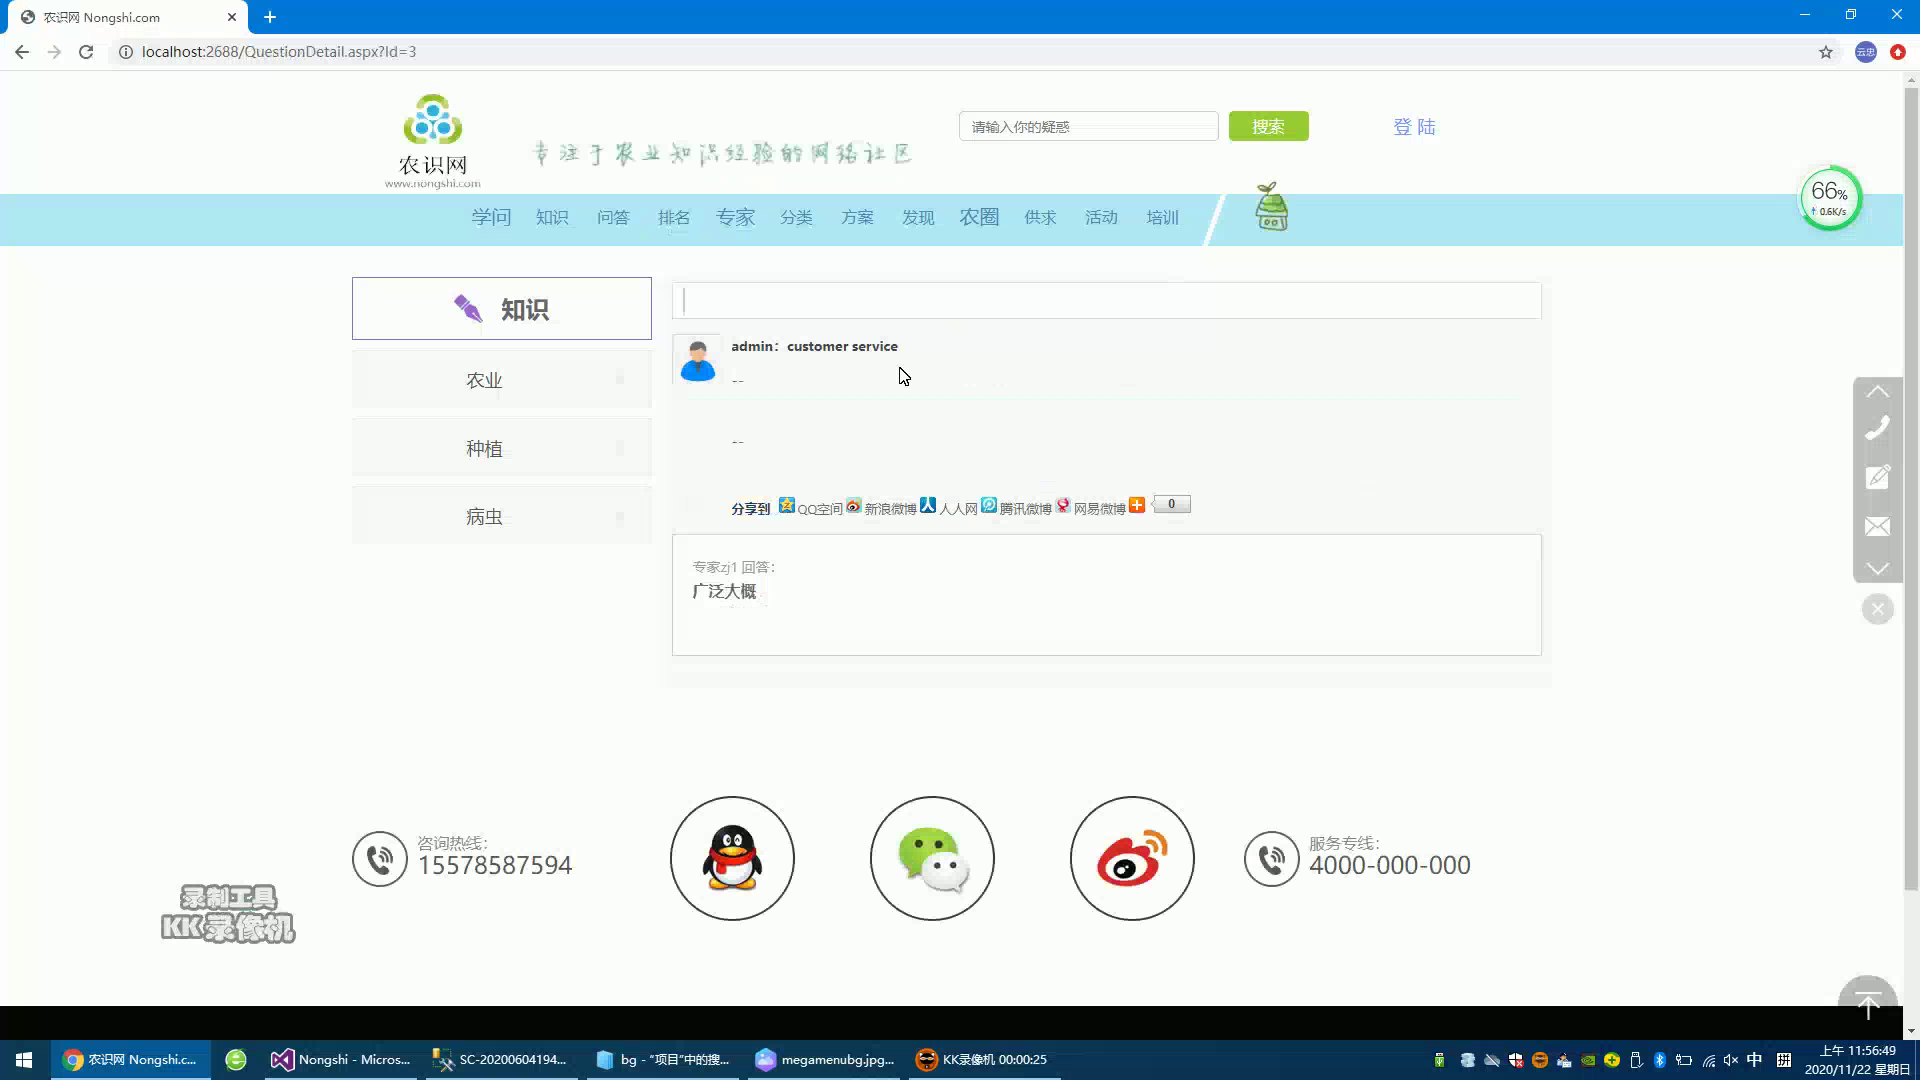 农识网 Nongshi.com
localhost:2688/QuestionDetail.aspx?Id=3
云忠
农识网
www.nongshi.com
专注于农业知识经验的网络社区
请输入你的疑惑
搜索
登 陆
学问 知识 问答 排名 专家 分类 方案 发现 农圈 供求 活动 培训
66%
0.6K/s
知识
农业
种植
病虫
admin：customer service
--
--
分享到 QQ空间 新浪微博 人人网 腾讯微博 网易微博 0
专家zj1 回答：
广泛大概
咨询热线：
15578587594
服务专线：
4000-000-000
录制工具
KK录像机
农识网 Nongshi.c...
Nongshi - Micros...
SC-20200604194...
bg - "项目"中的搜...
megamenubg.jpg...
KK录像机 00:00:25
中
拼
上午 11:56:49
2020/11/22 星期日